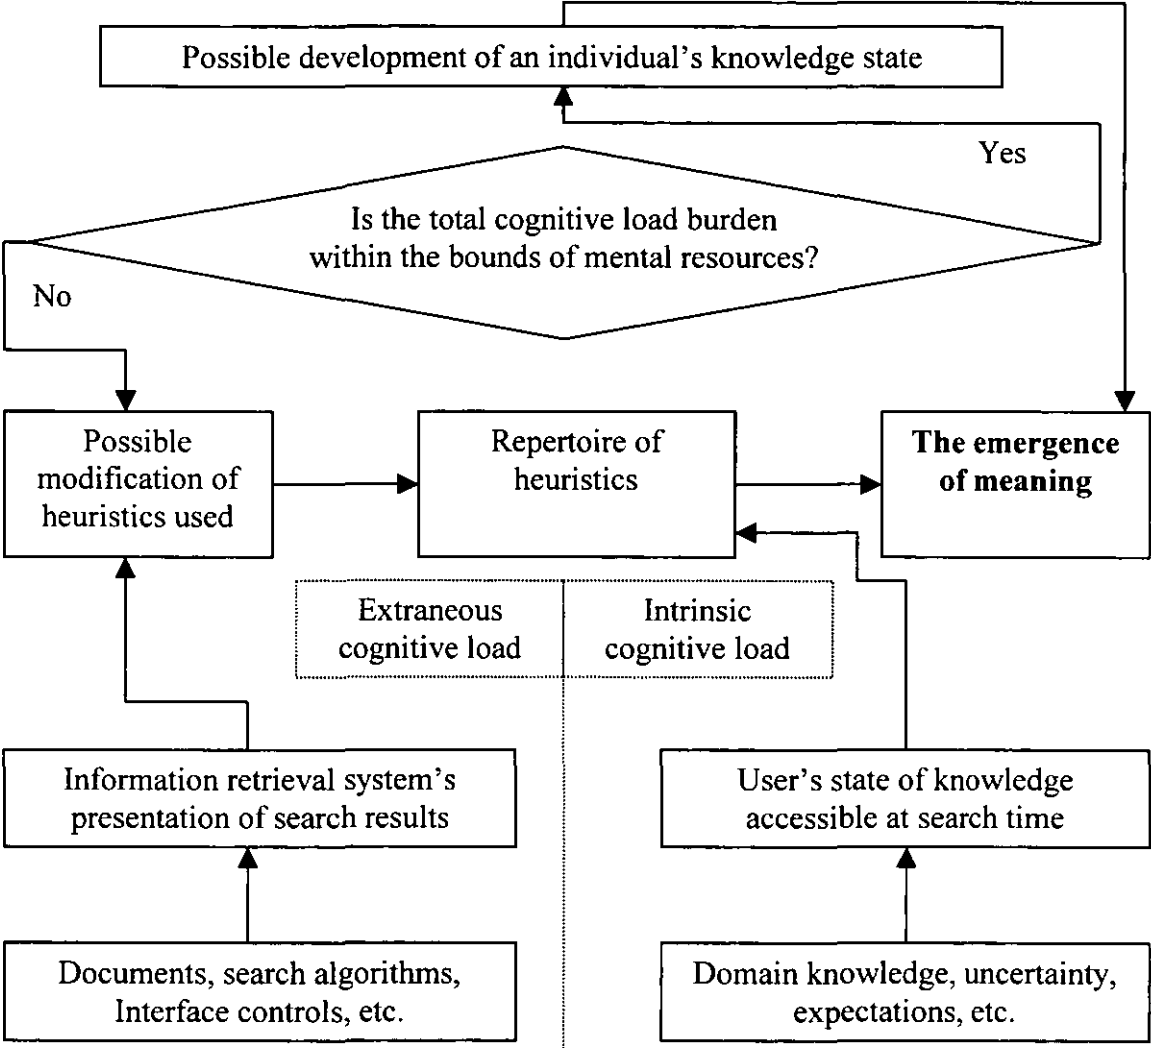 Possible development of an individual's knowledge state
Yes
Is the total cognitive load burden
within the bounds of mental resources?
No
Possible
modification of
heuristics used
Repertoire of
heuristics
The emergence
of meaning
Extraneous
cognitive load
Intrinsic
cognitive load
Information retrieval system's
presentation of search results
User's state of knowledge
accessible at search time
Documents, search algorithms,
Interface controls, etc.
Domain knowledge, uncertainty,
expectations, etc.